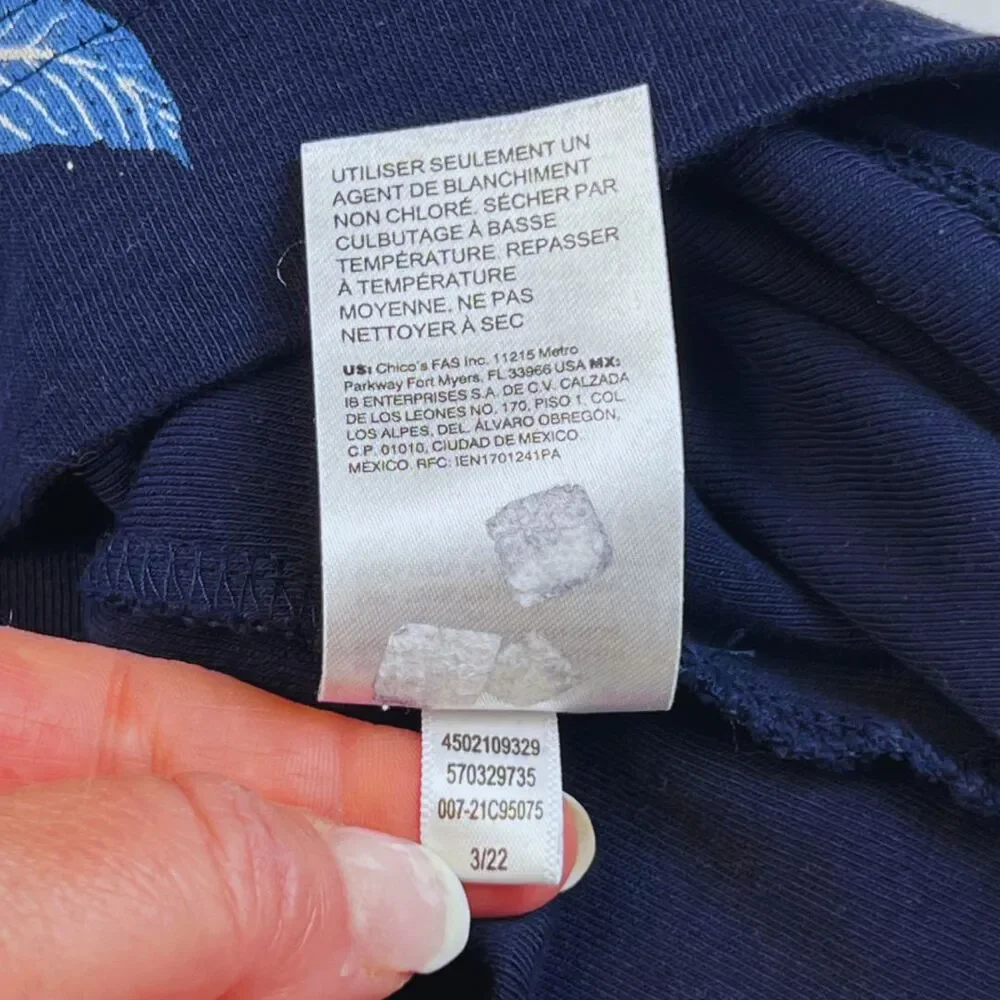 UTILISER SEULEMENT UN
AGENT DE BLANCHIMENT
NON CHLORÉ. SÉCHER PAR
CULBUTAGE À BASSE
TEMPÉRATURE. REPASSER
À TEMPÉRATURE
MOYENNE. NE PAS
NETTOYER À SEC
US: Chico's FAS Inc. 11215 Metro
Parkway Fort Myers, FL 33966 USA MX:
IB ENTERPRISES S.A. DE C.V. CALZADA
DE LOS LEONES NO. 170, PISO 1, COL.
LOS ALPES, DEL. ÁLVARO OBREGÓN,
C.P. 01010, CIUDAD DE MÉXICO
MÉXICO. RFC: IEN1701241PA
4502109329
570329735
007-21C95075
3/22